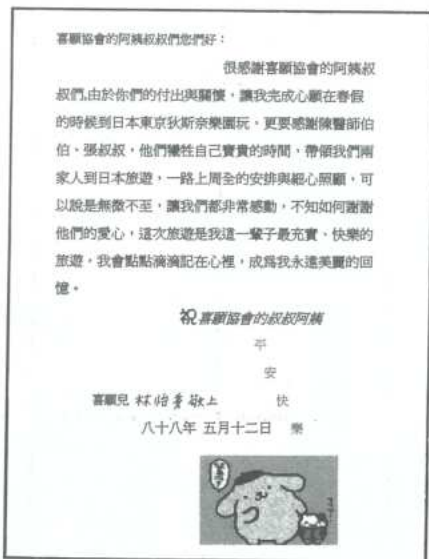 喜願協會的阿姨叔叔們您們好：
很感謝喜願協會的阿姨叔
叔們,由於你們的付出與關懷，讓我完成心願在春假
的時候到日本東京狄斯奈樂園玩，更要感謝陳醫師伯
伯、張叔叔，他們犧牲自己寶貴的時間，帶領我們兩
家人到日本旅遊，一路上周全的安排與細心照顧，可
以說是無微不至，讓我們都非常感動，不知如何謝謝
他們的愛心，這次旅遊是我這一輩子最充實、快樂的
旅遊，我會點點滴滴記在心裡，成爲我永遠美麗的回
憶。
祝喜願協會的叔叔阿姨
平
安
喜願兒 林怡 敬上 快
八十八年 五月十二日 樂